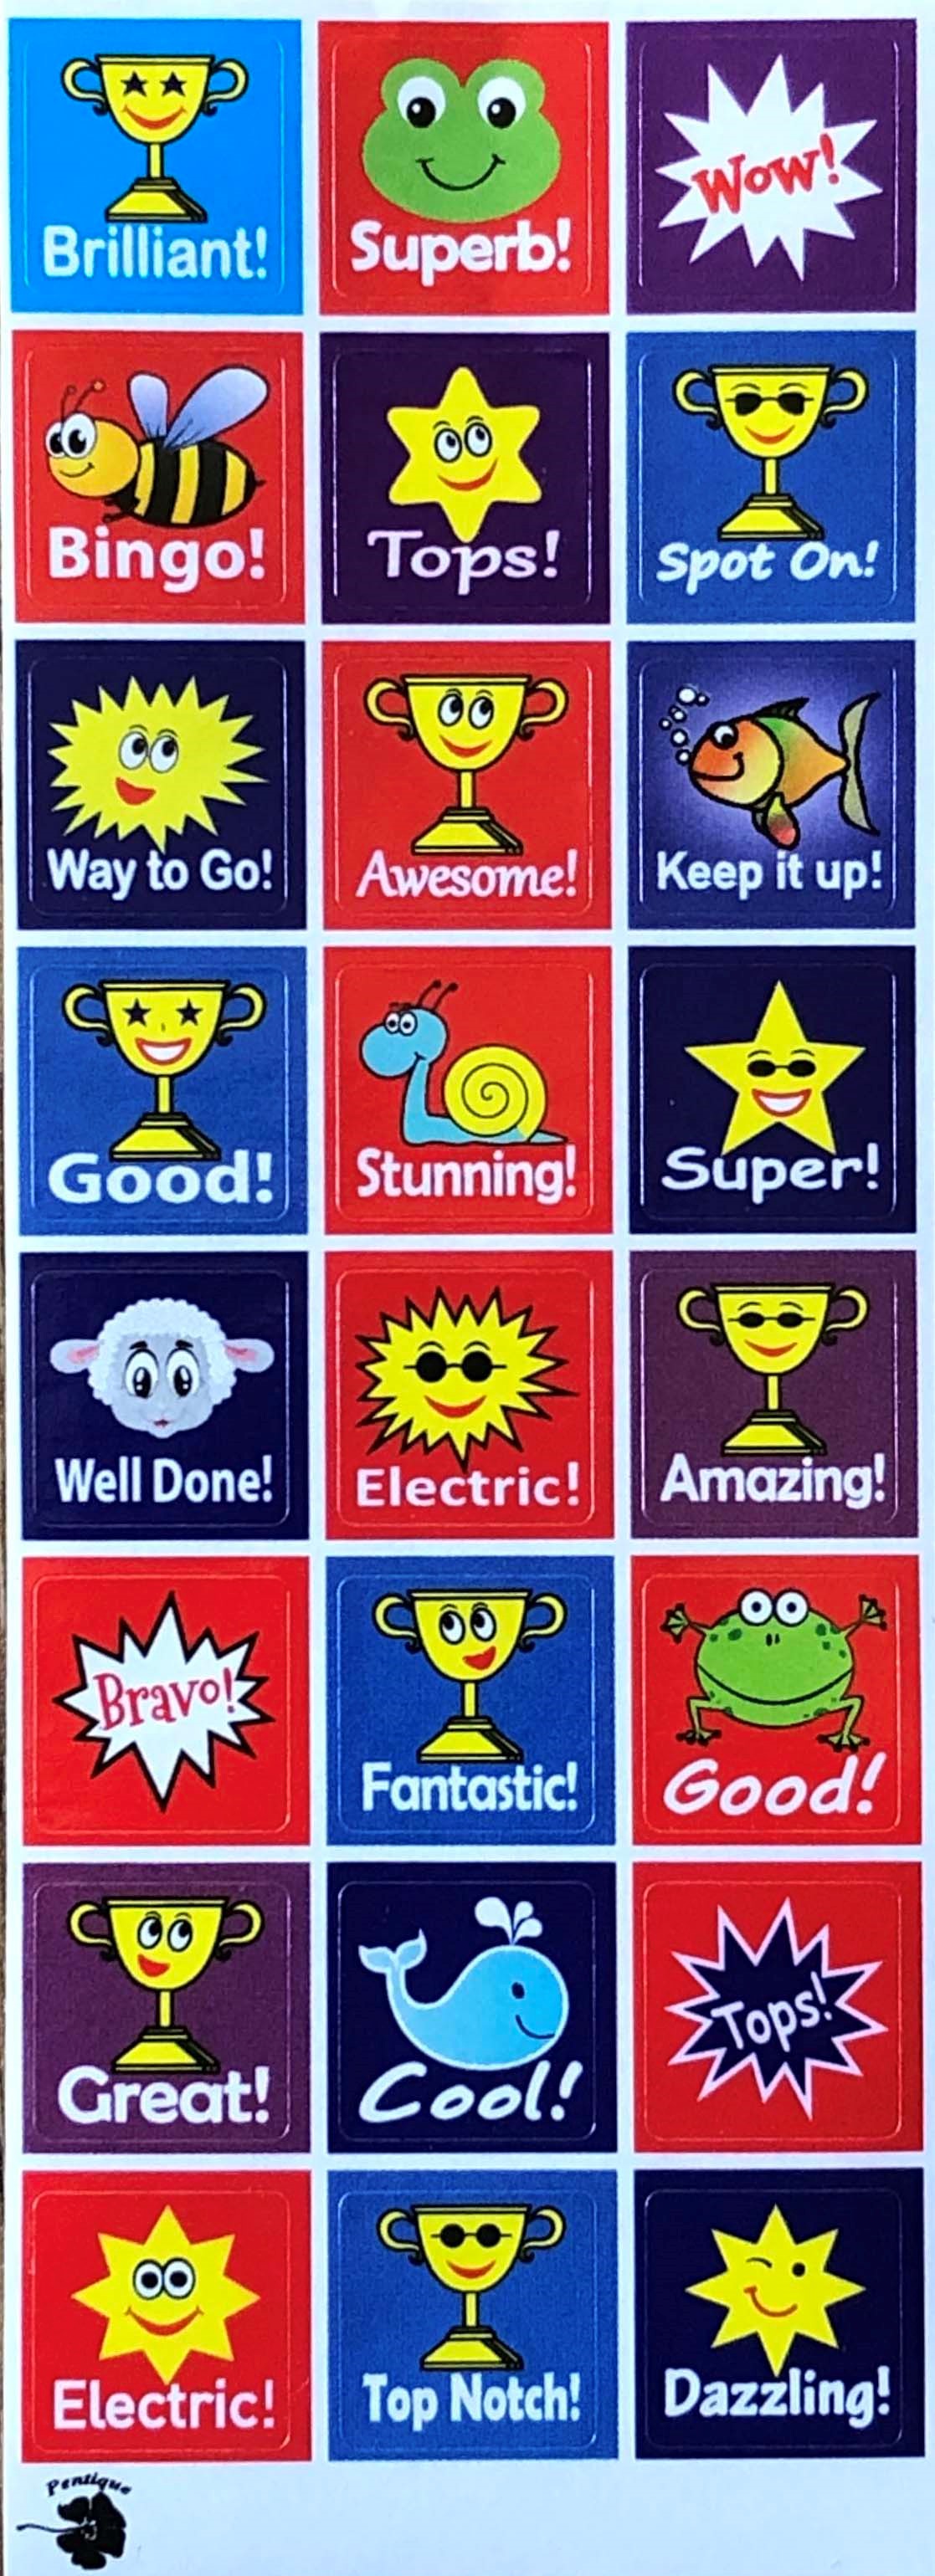 Brilliant!
Superb!
Wow!
Bingo!
Tops!
Spot On!
Way to Go!
Awesome!
Keep it up!
Good!
Stunning!
Super!
Well Done!
Electric!
Amazing!
Bravo!
Fantastic!
Good!
Great!
Cool!
Tops!
Electric!
Top Notch!
Dazzling!
Pentique